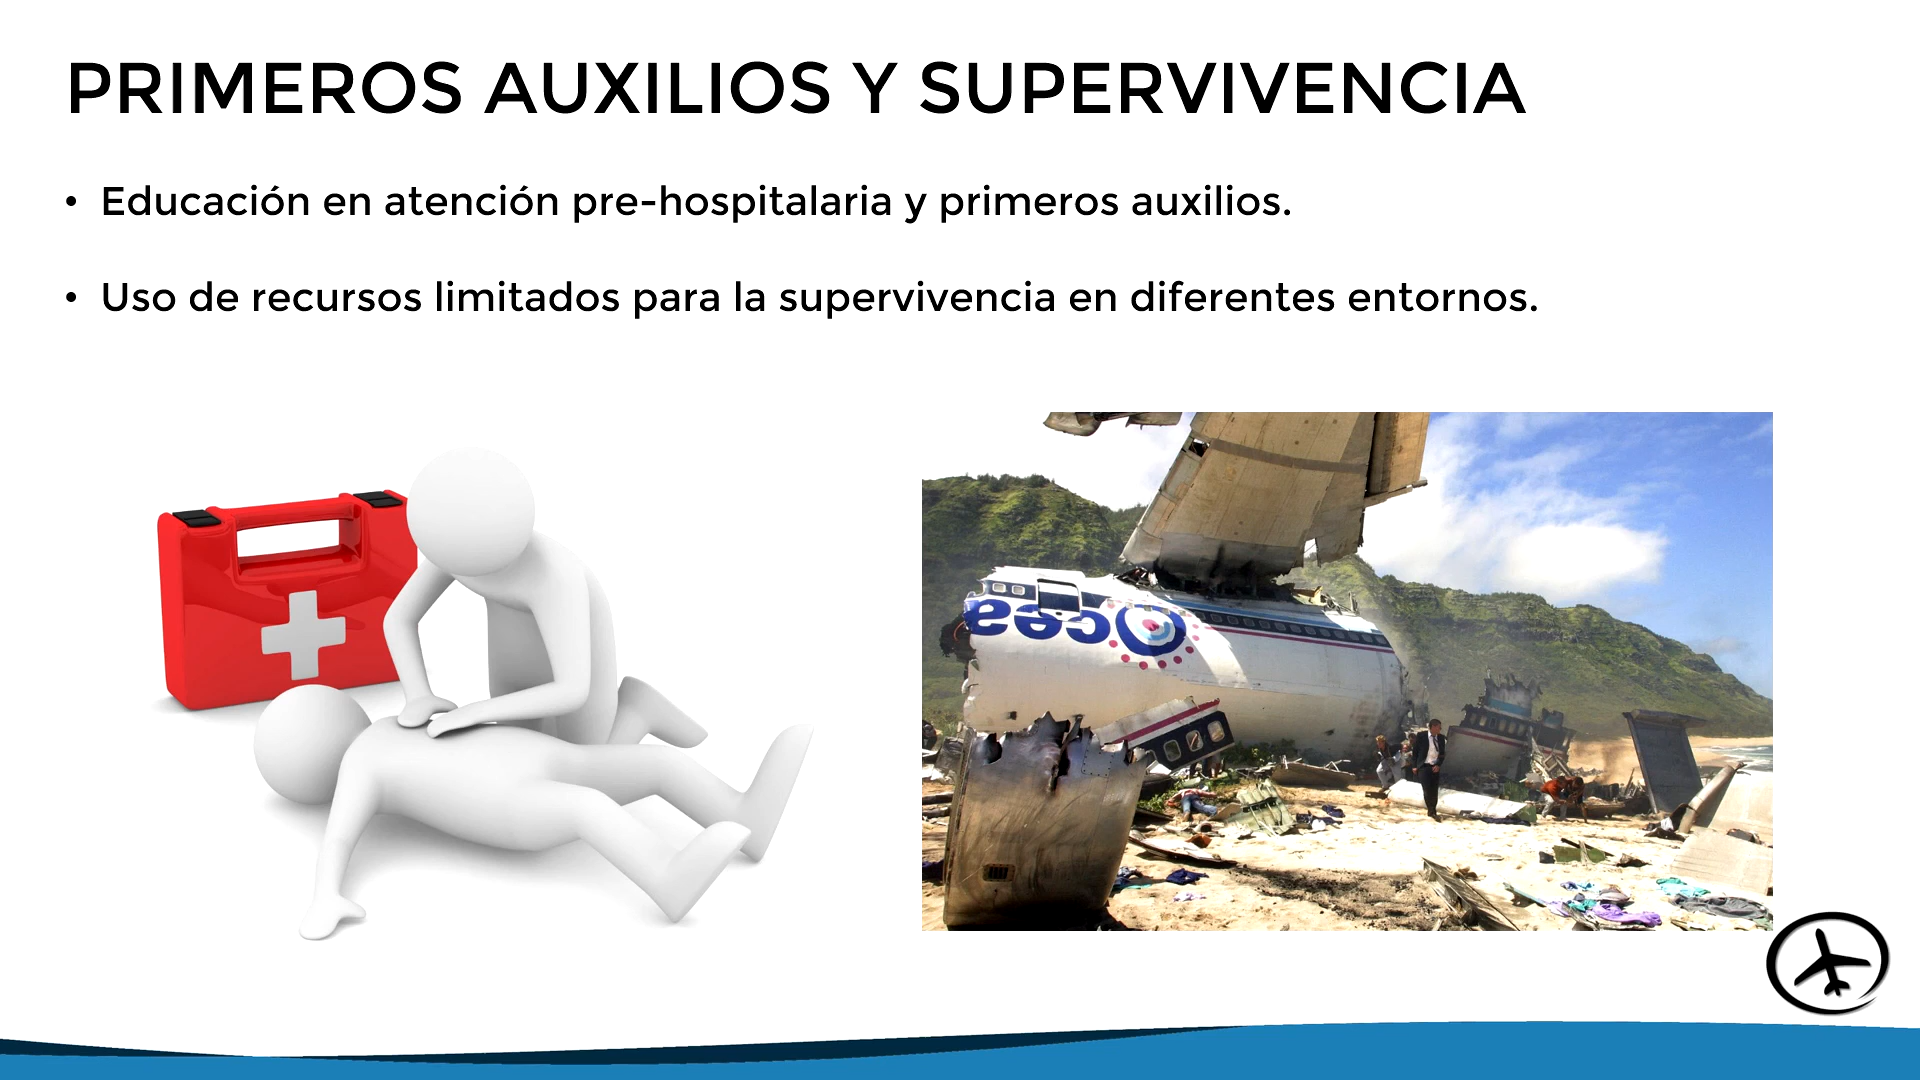 PRIMEROS AUXILIOS Y SUPERVIVENCIA
• Educación en atención pre-hospitalaria y primeros auxilios.
• Uso de recursos limitados para la supervivencia en diferentes entornos.